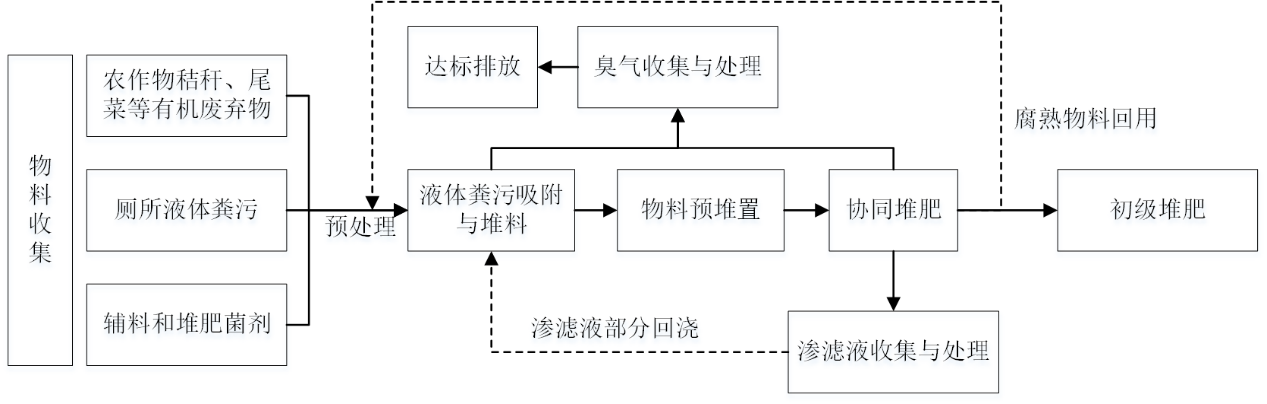 物料收集
农作物秸秆、尾
菜等有机废弃物
厕所液体粪污
辅料和堆肥菌剂
预处理
达标排放
臭气收集与处理
液体粪污吸附
与堆料
物料预堆置
协同堆肥
腐熟物料回用
初级堆肥
渗滤液部分回浇
渗滤液收集与处理